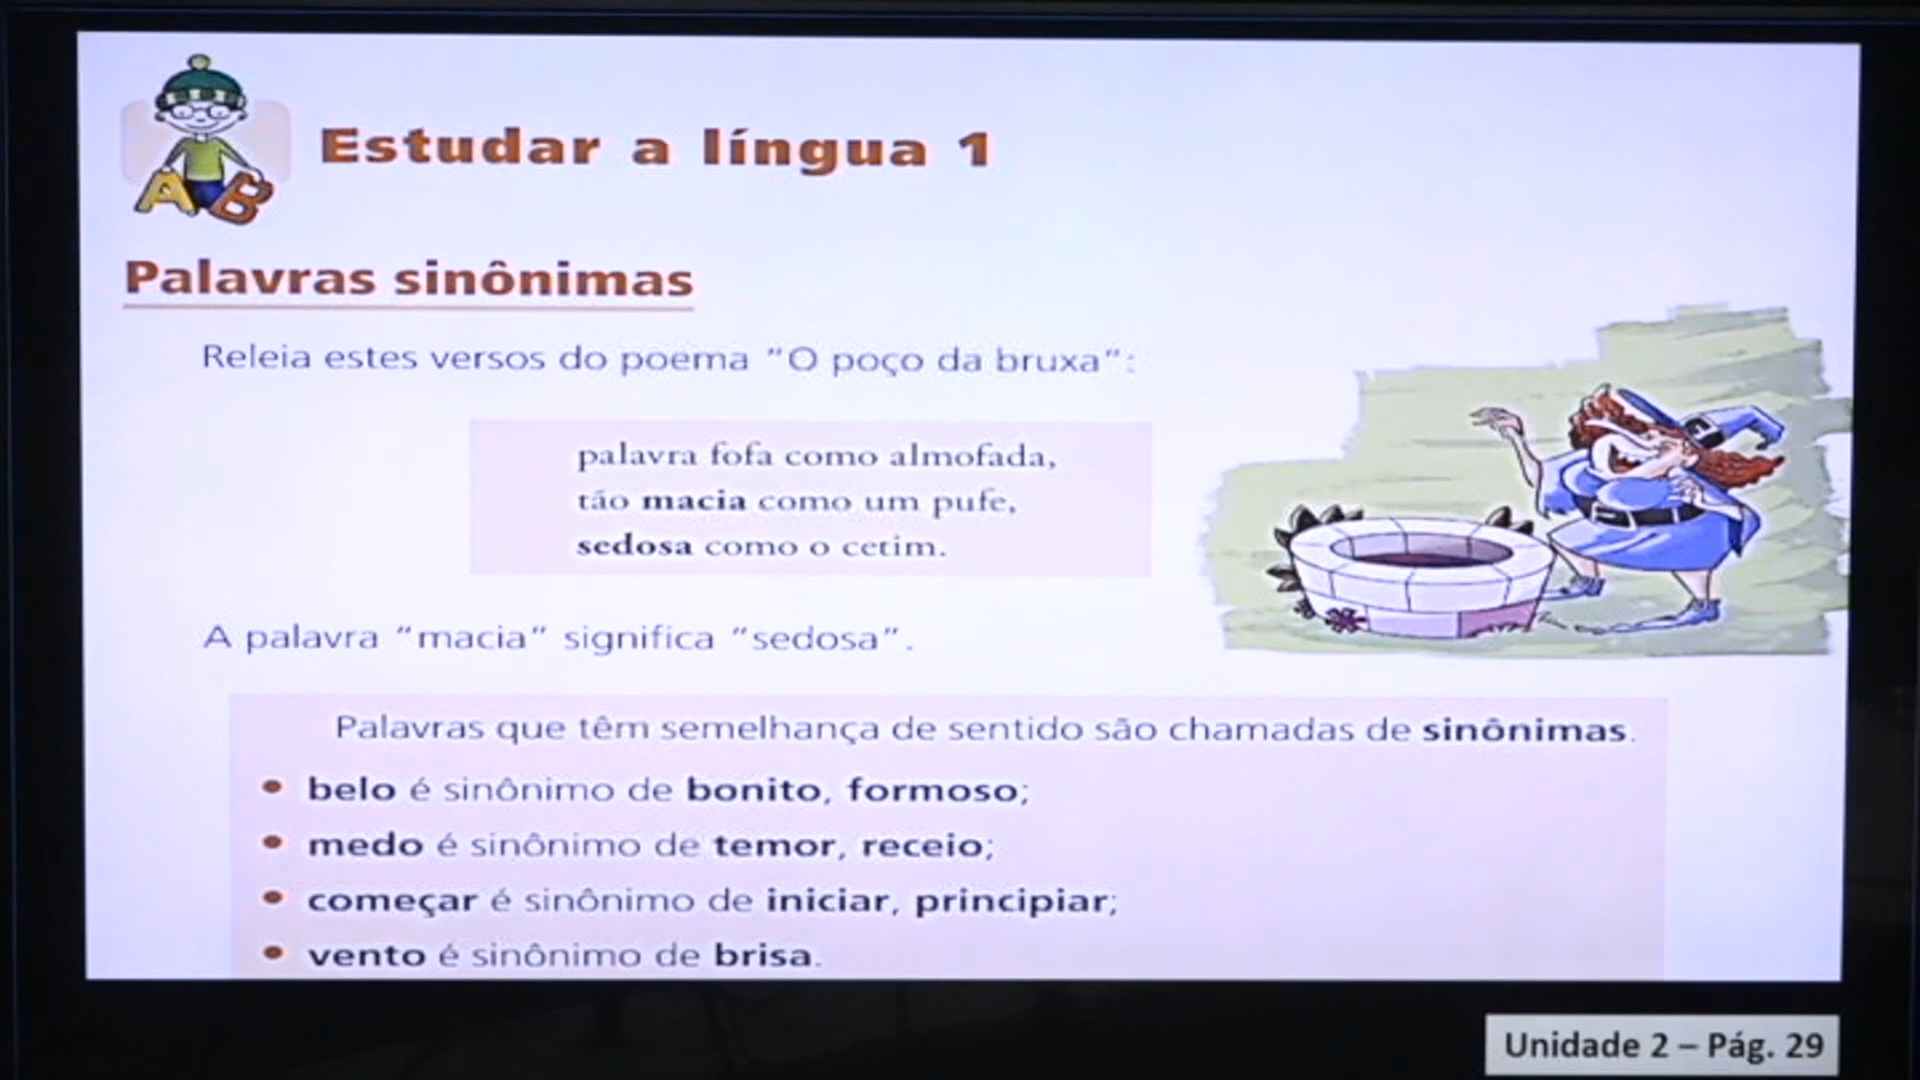 Estudar a língua 1
A B
Palavras sinônimas
Releia estes versos do poema "O poço da bruxa":
palavra fofa como almofada,
tão macia como um pufe,
sedosa como o cetim.
A palavra "macia" significa "sedosa".
Palavras que têm semelhança de sentido são chamadas de sinônimas.
• belo é sinônimo de bonito, formoso;
• medo é sinônimo de temor, receio;
• começar é sinônimo de iniciar, principiar;
• vento é sinônimo de brisa.
Unidade 2 – Pág. 29